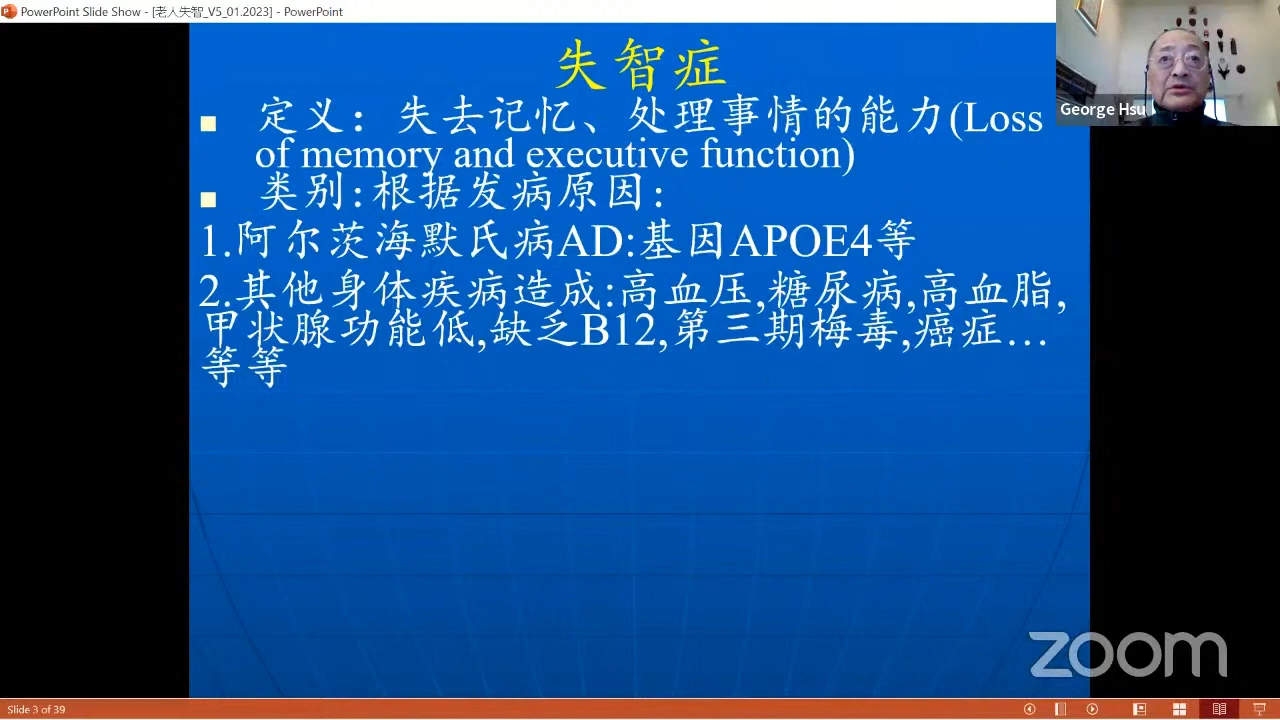 PowerPoint Slide Show - [老人失智_V5_01.2023] - PowerPoint
George Hsu
失智症
定义：失去记忆、处理事情的能力(Loss
of memory and executive function)
类别:根据发病原因:
1.阿尔茨海默氏病AD:基因APOE4等
2.其他身体疾病造成:高血压,糖尿病,高血脂,
甲状腺功能低,缺乏B12,第三期梅毒,癌症…
等等
zoom
Slide 3 of 39